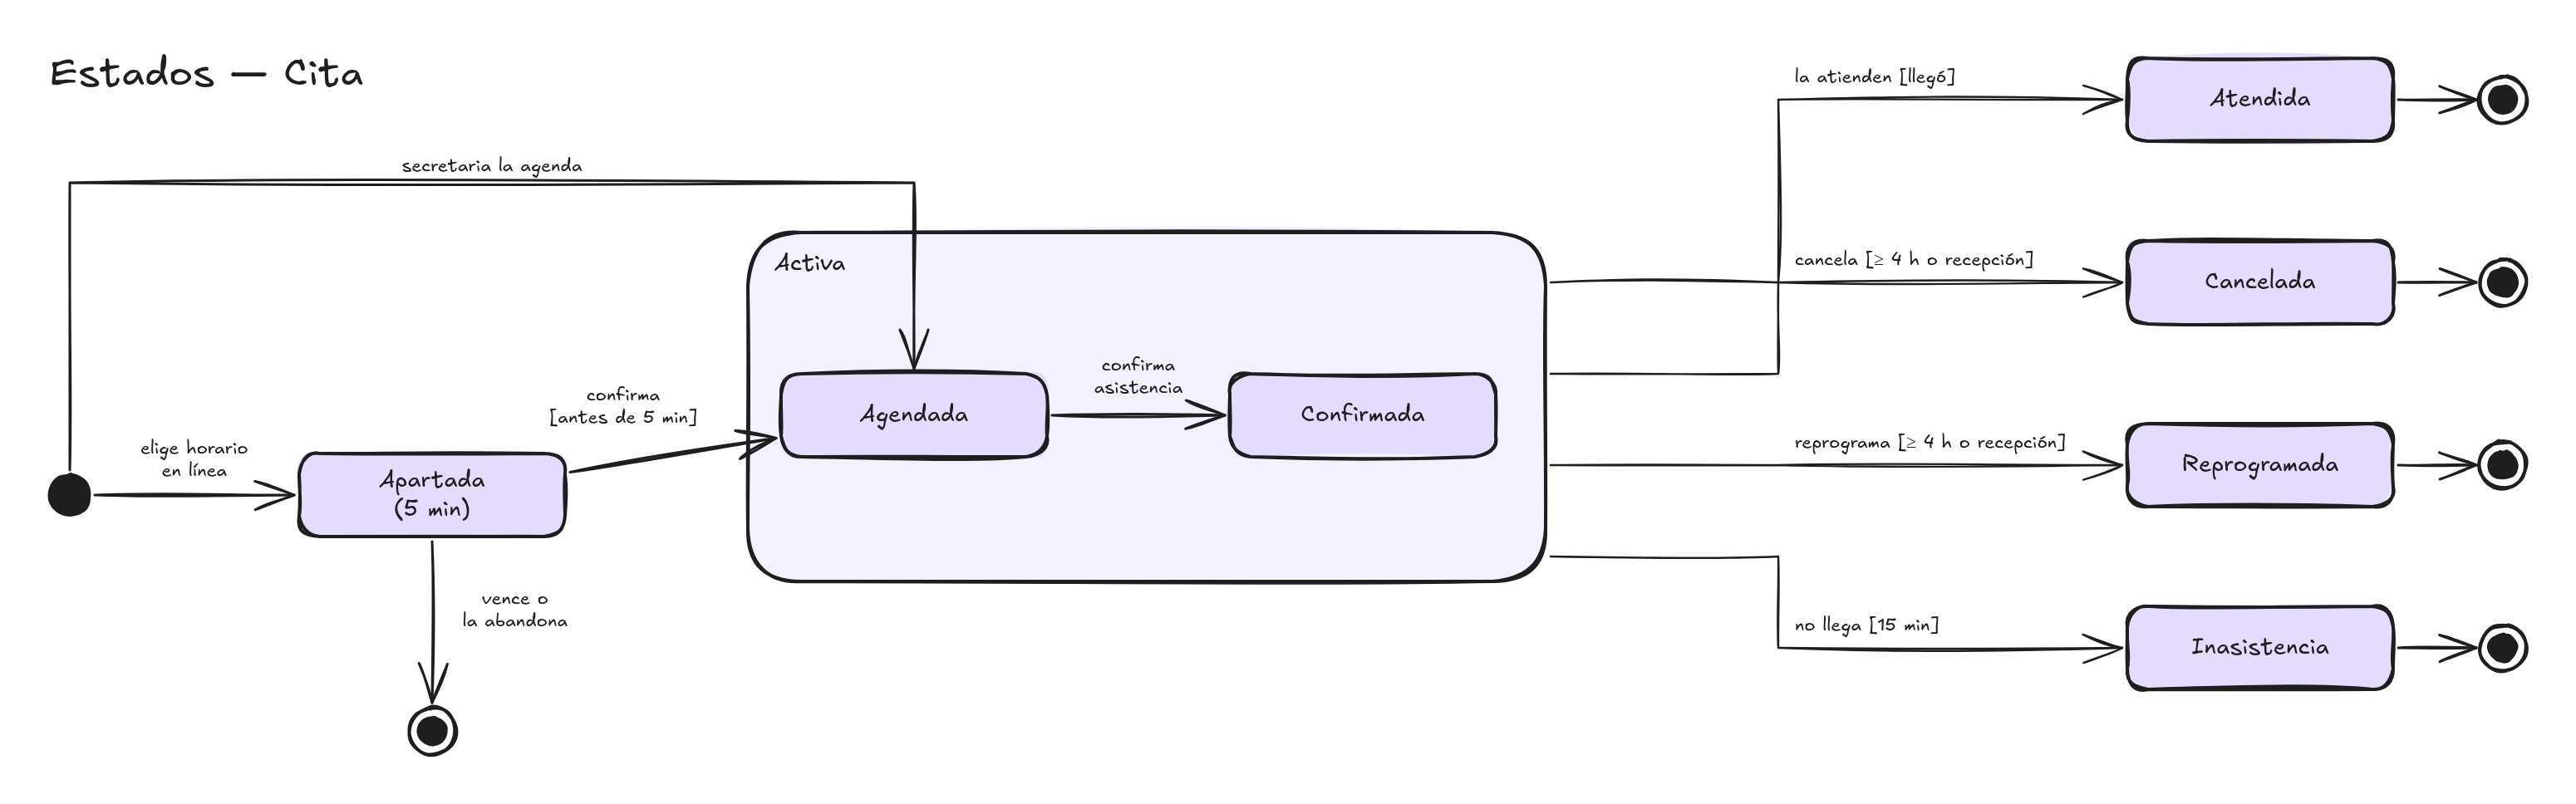 Estados — Cita
secretaria la agenda
elige horario
en línea
Apartada
(5 min)
confirma
[antes de 5 min]
vence o
la abandona
Activa
Agendada
confirma
asistencia
Confirmada
la atienden [llegó]
Atendida
cancela [≥ 4 h o recepción]
Cancelada
reprograma [≥ 4 h o recepción]
Reprogramada
no llega [15 min]
Inasistencia